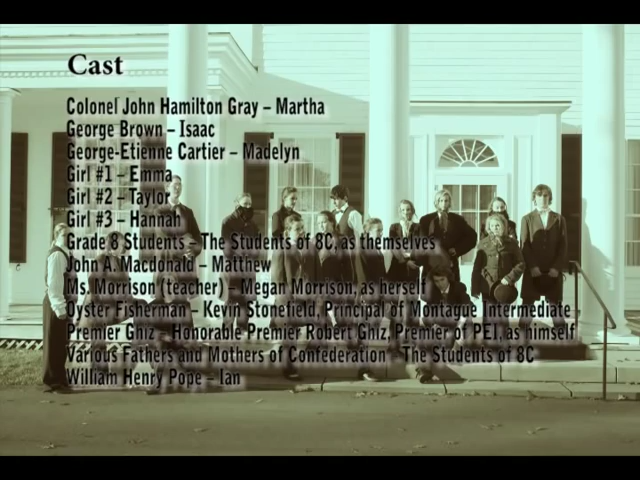 Cast
Colonel John Hamilton Gray – Martha
George Brown – Isaac
George-Etienne Cartier – Madelyn
Girl #1 – Emma
Girl #2 – Taylor
Girl #3 – Hannah
Grade 8 Students – The Students of 8C, as themselves
John A. Macdonald – Matthew
Ms. Morrison (teacher) – Megan Morrison, as herself
Oyster Fisherman – Kevin Stonefield, Principal of Montague Intermediate
Premier Ghiz – Honorable Premier Robert Ghiz, Premier of PEI, as himself
Various Fathers and Mothers of Confederation – The Students of 8C
William Henry Pope – Ian